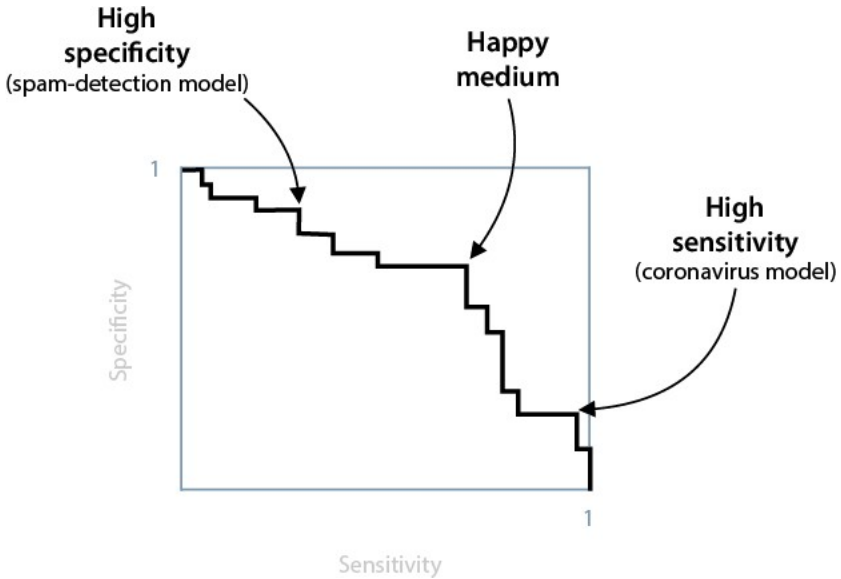 High
specificity
(spam-detection model)
Happy
medium
1
High
sensitivity
(coronavirus model)
Specificity
1
Sensitivity